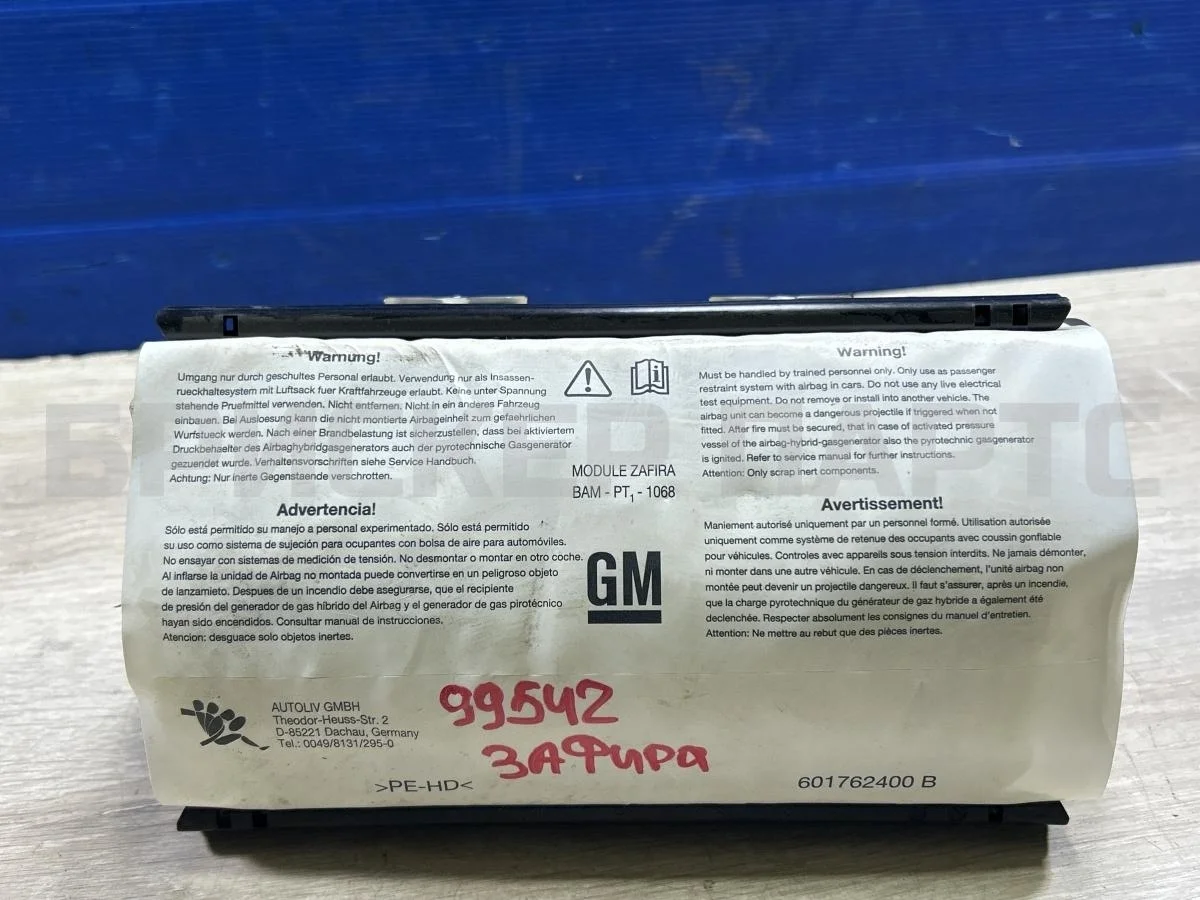 Warnung!
Umgang nur durch geschultes Personal erlaubt. Verwendung nur als Insassen-
rueckhaltesystem mit Luftsack fuer Kraftfahrzeuge erlaubt. Keine unter Spannung
stehende Pruefmittel verwenden. Nicht entfernen. Nicht in ein anderes Fahrzeug
einbauen. Bei Ausloesung kann die nicht montierte Airbageinheit zum gefaehrlichen
Wurfstueck werden. Nach einer Brandbelastung ist sicherzustellen, dass bei aktiviertem
Druckbehaelter des Airbaghybridgasgenerators auch der pyrotechnische Gasgenerator
gezuendet wurde. Verhaltensvorschriften siehe Service Handbuch.
Achtung: Nur inerte Gegenstaende verschrotten.
Warning!
Must be handled by trained personnel only. Only use as passenger
restraint system with airbag in cars. Do not use any live electrical
test equipment. Do not remove or install into another vehicle. The
airbag unit can become a dangerous projectile if triggered when not
fitted. After fire must be secured, that in case of activated pressure
vessel of the airbag-hybrid-gasgenerator also the pyrotechnic gasgenerator
is ignited. Refer to service manual for further instructions.
Attention: Only scrap inert components.
MODULE ZAFIRA
BAM - PT1 - 1068
Advertencia!
Sólo está permitido su manejo a personal experimentado. Sólo está permitido
su uso como sistema de sujeción para ocupantes con bolsa de aire para automóviles.
No ensayar con sistemas de medición de tensión. No desmontar o montar en otro coche.
Al inflarse la unidad de Airbag no montada puede convertirse en un peligroso objeto
de lanzamiento. Despues de un incendio debe asegurarse, que el recipiente
de presión del generador de gas híbrido del Airbag y el generador de gas pirotécnico
hayan sido encendidos. Consultar manual de instrucciones.
Atencion: desguace solo objetos inertes.
GM
Avertissement!
Maniement autorisé uniquement par un personnel formé. Utilisation autorisée
uniquement comme système de retenue des occupants avec coussin gonflable
pour véhicules. Controles avec appareils sous tension interdits. Ne jamais démonter,
ni monter dans une autre véhicule. En cas de déclenchement, l'unité airbag non
montée peut devenir un projectile dangereux. Il faut s'assurer, après un incendie,
que la charge pyrotechnique du générateur de gaz hybride a également été
declenchée. Respecter absolument les consignes du manuel d'entretien.
Attention: Ne mettre au rebut que des pièces inertes.
AUTOLIV GMBH
Theodor-Heuss-Str. 2
D-85221 Dachau, Germany
Tel.: 0049/8131/295-0
99542
ЗАФира
>PE-HD<
601762400 B